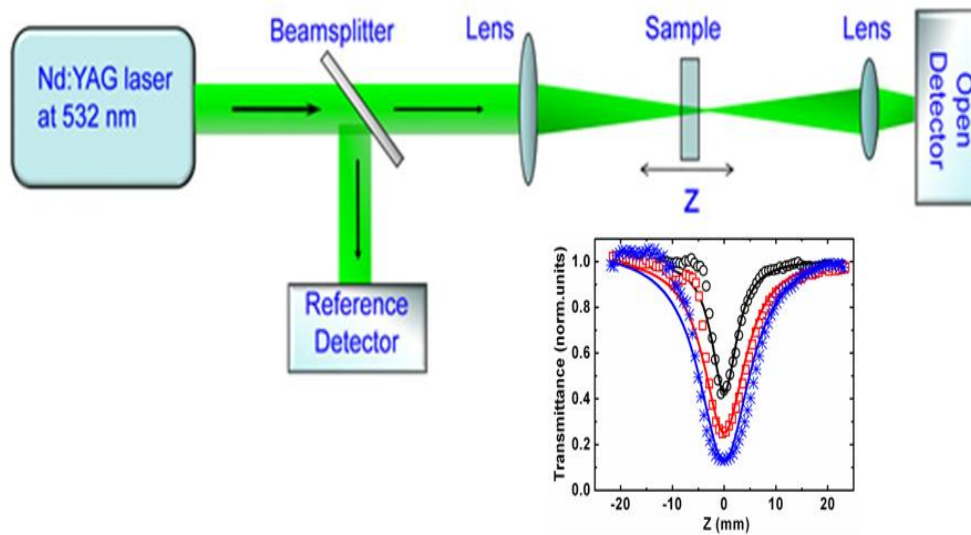 Nd:YAG laser
at 532 nm
Beamsplitter
Lens
Sample
Lens
Open
Detector
Z
Reference
Detector
Transmittance (norm.units)
1.0
0.8
0.6
0.4
0.2
0.0
-20
-10
0
10
20
Z (mm)